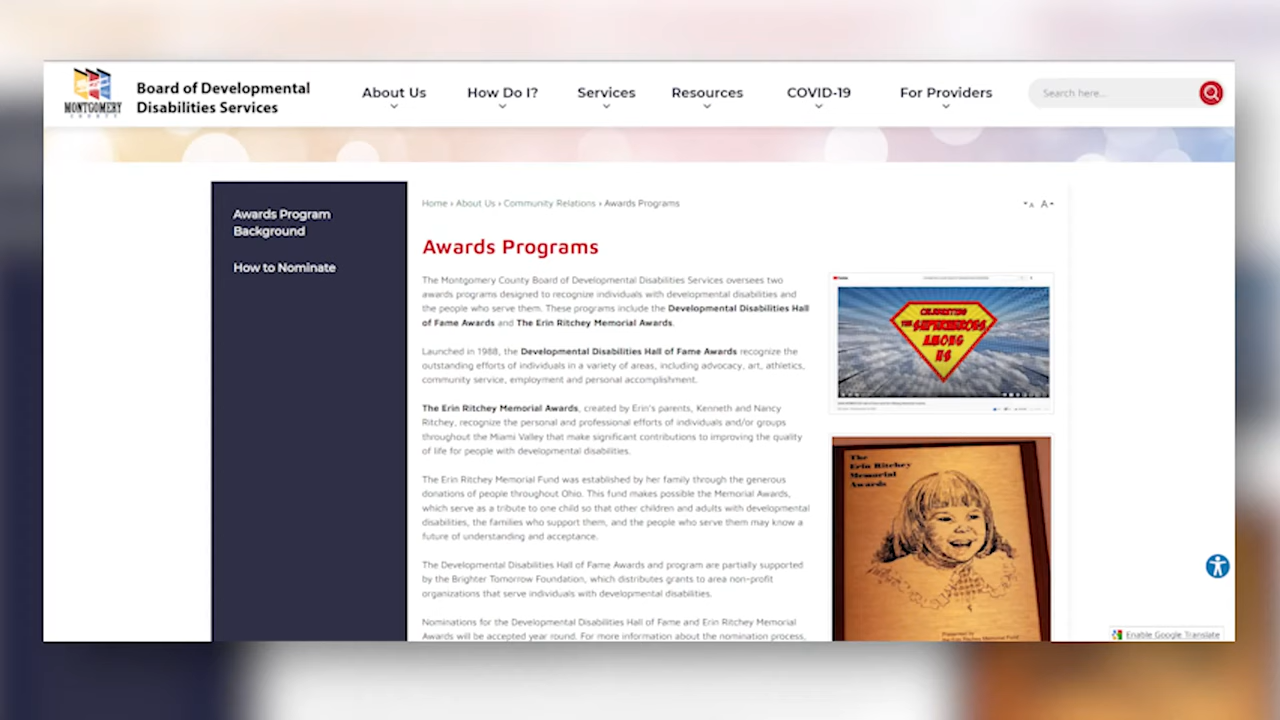 MONTGOMERY
COUNTY
Board of Developmental
Disabilities Services
About Us
How Do I?
Services
Resources
COVID-19
For Providers
Search here...
Awards Program
Background
How to Nominate
Home › About Us › Community Relations › Awards Programs
A
A
Awards Programs
The Montgomery County Board of Developmental Disabilities Services oversees two
awards programs designed to recognize individuals with developmental disabilities and
the people who serve them. These programs include the Developmental Disabilities Hall
of Fame Awards and The Erin Ritchey Memorial Awards.
Launched in 1988, the Developmental Disabilities Hall of Fame Awards recognize the
outstanding efforts of individuals in a variety of areas, including advocacy, art, athletics,
community service, employment and personal accomplishment.
The Erin Ritchey Memorial Awards, created by Erin's parents, Kenneth and Nancy
Ritchey, recognize the personal and professional efforts of individuals and/or groups
throughout the Miami Valley that make significant contributions to improving the quality
of life for people with developmental disabilities.
The Erin Ritchey Memorial Fund was established by her family through the generous
donations of people throughout Ohio. This fund makes possible the Memorial Awards,
which serve as a tribute to one child so that other children and adults with developmental
disabilities, the families who support them, and the people who serve them may know a
future of understanding and acceptance.
The Developmental Disabilities Hall of Fame Awards and program are partially supported
by the Brighter Tomorrow Foundation, which distributes grants to area non-profit
organizations that serve individuals with developmental disabilities.
Nominations for the Developmental Disabilities Hall of Fame and Erin Ritchey Memorial
Awards will be accepted year round. For more information about the nomination process,
CELEBRATING
THE SUPERHEROES
AMONG
US
The
Erin Ritchey
Memorial
Awards
Presented by
the Erin Ritchey Memorial Fund
Enable Google Translate